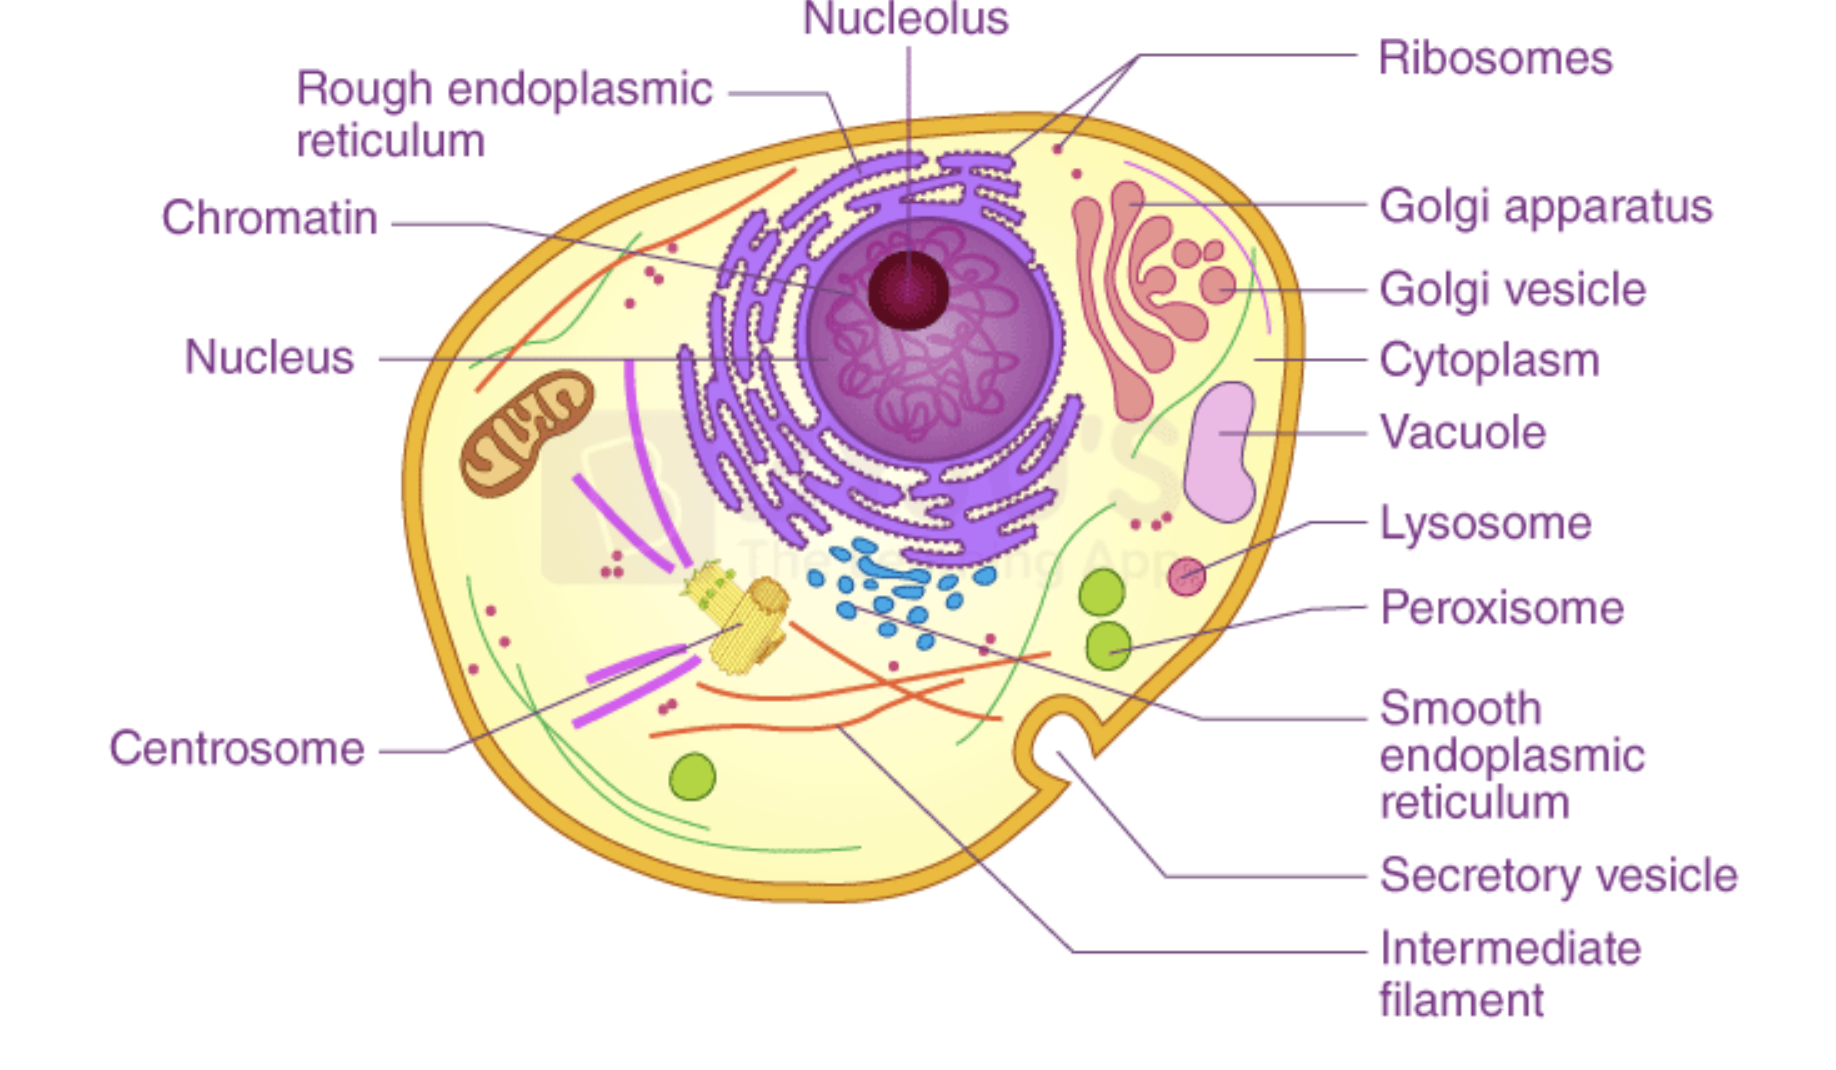 Nucleolus
Ribosomes
Rough endoplasmic
reticulum
Golgi apparatus
Chromatin
Golgi vesicle
Nucleus
Cytoplasm
Vacuole
Lysosome
Peroxisome
Smooth
endoplasmic
reticulum
Centrosome
Secretory vesicle
Intermediate
filament